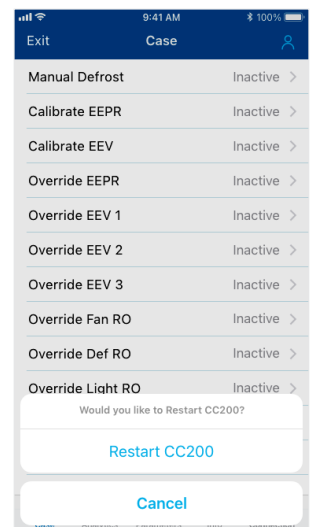 9:41 AM
100%
Exit
Case
Manual Defrost Inactive
Calibrate EEPR Inactive
Calibrate EEV Inactive
Override EEPR Inactive
Override EEV 1 Inactive
Override EEV 2 Inactive
Override EEV 3 Inactive
Override Fan RO Inactive
Override Def RO Inactive
Override Light RO Inactive
Would you like to Restart CC200?
Restart CC200
Cancel